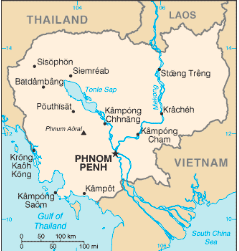 THAILAND
LAOS
Sisŏphŏn
Siemréab
Stœng Trêng
Batdâmbâng
Tonle Sap
Mekong
Poŭthĭsăt
Kâmpóng
Chhnăng
Krâchéh
Phnum Aôral
Kâmpóng
Cham
Krŏng
Kaôh
Kŏng
PHNOM
PENH
VIETNAM
Kâmpóng
Saôm
Kâmpôt
Gulf of
Thailand
South China
Sea
0 50 100 km
0 50 100 mi